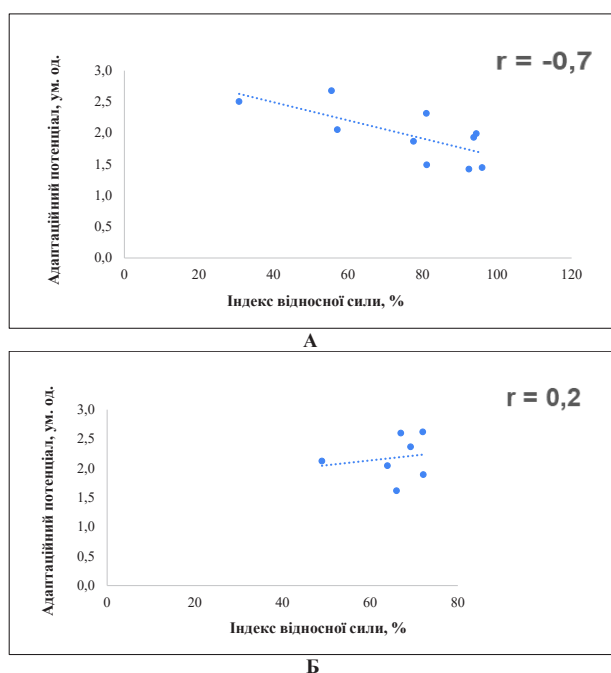 r = -0,7
Адаптаційний потенціал, ум. од.
3,0
2,5
2,0
1,5
1,0
0,5
0,0
0 20 40 60 80 100 120
Індекс відносної сили, %
А
r = 0,2
Адаптаційний потенціал, ум. од.
3,0
2,5
2,0
1,5
1,0
0,5
0,0
0 20 40 60 80
Індекс відносної сили, %
Б